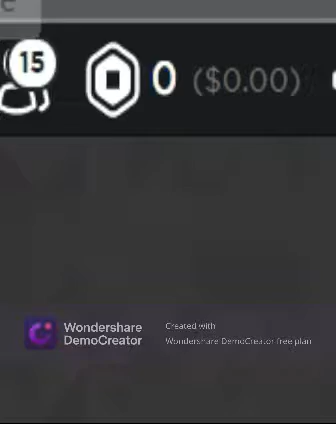 15
0 ($0.00)
Wondershare
DemoCreator
Created with
Wondershare DemoCreator free plan